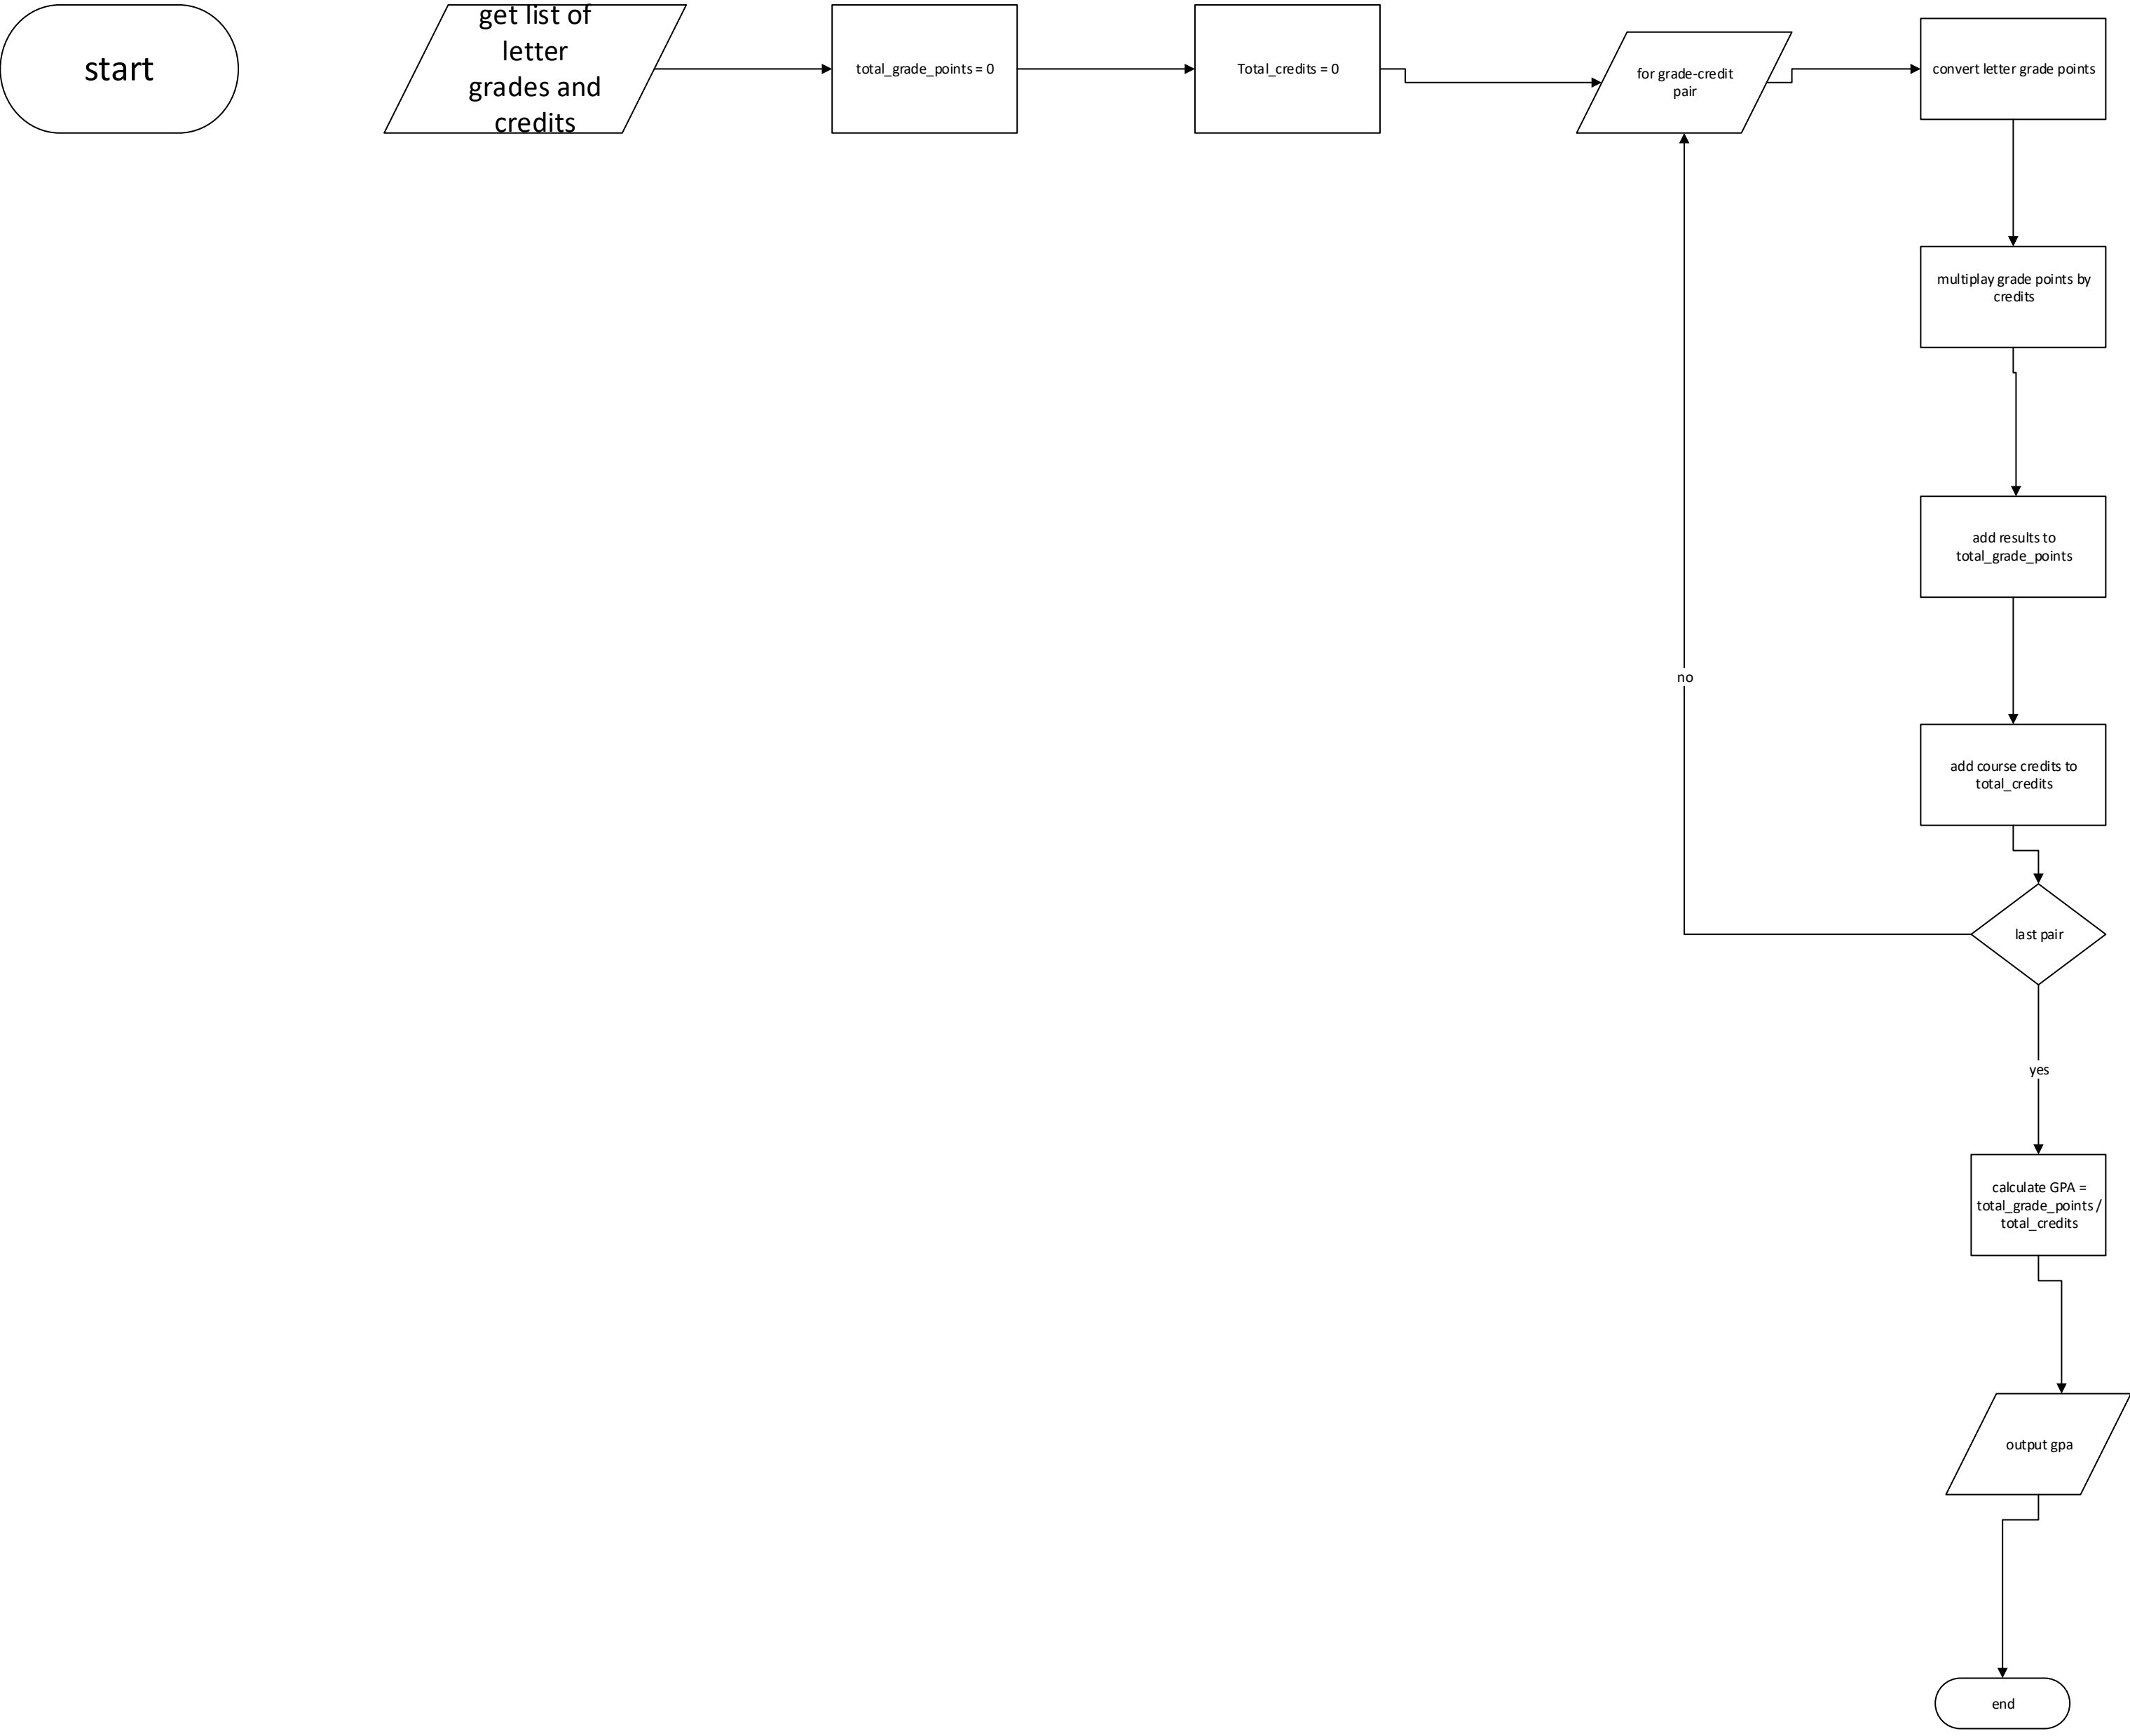 start
get list of
letter
grades and
credits
total_grade_points = 0
Total_credits = 0
for grade-credit
pair
convert letter grade points
multiplay grade points by
credits
add results to
total_grade_points
no
add course credits to
total_credits
last pair
yes
calculate GPA =
total_grade_points /
total_credits
output gpa
end